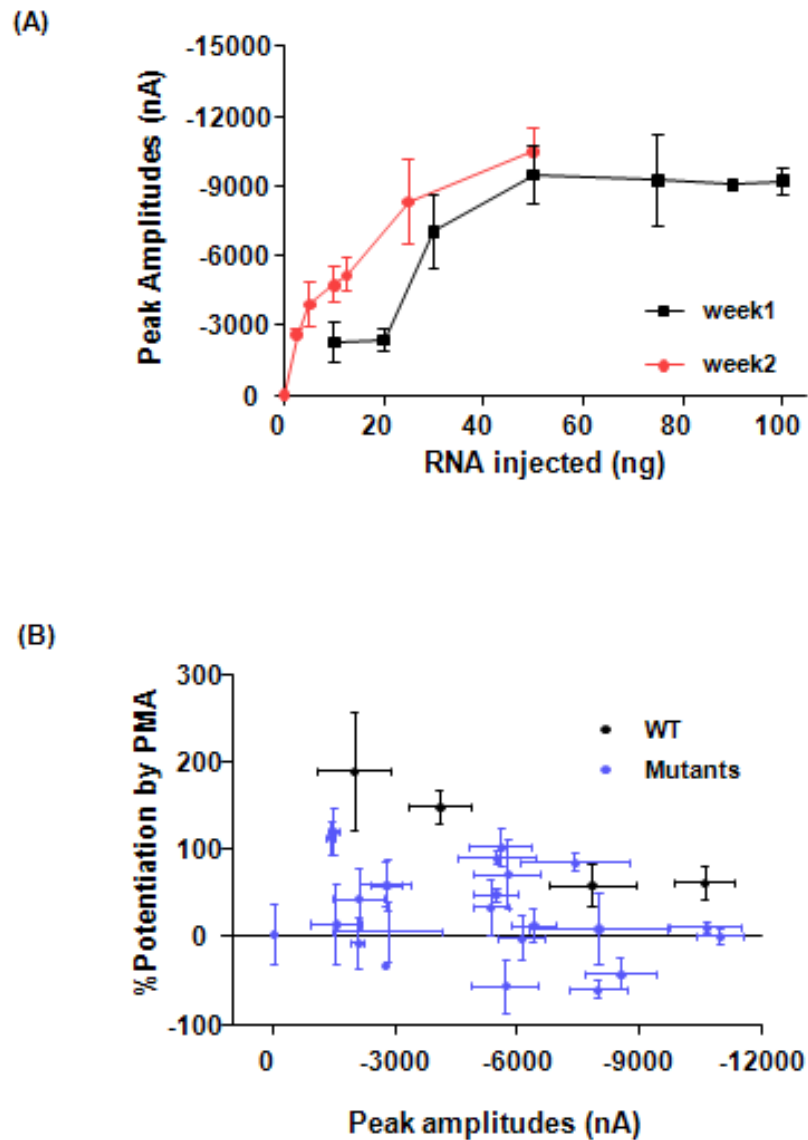 (A)
Peak Amplitudes (nA)
-15000
-12000
-9000
-6000
-3000
0
week1
week2
0 20 40 60 80 100
RNA injected (ng)
(B)
%Potentiation by PMA
300
200
100
0
-100
WT
Mutants
0 -3000 -6000 -9000 -12000
Peak amplitudes (nA)